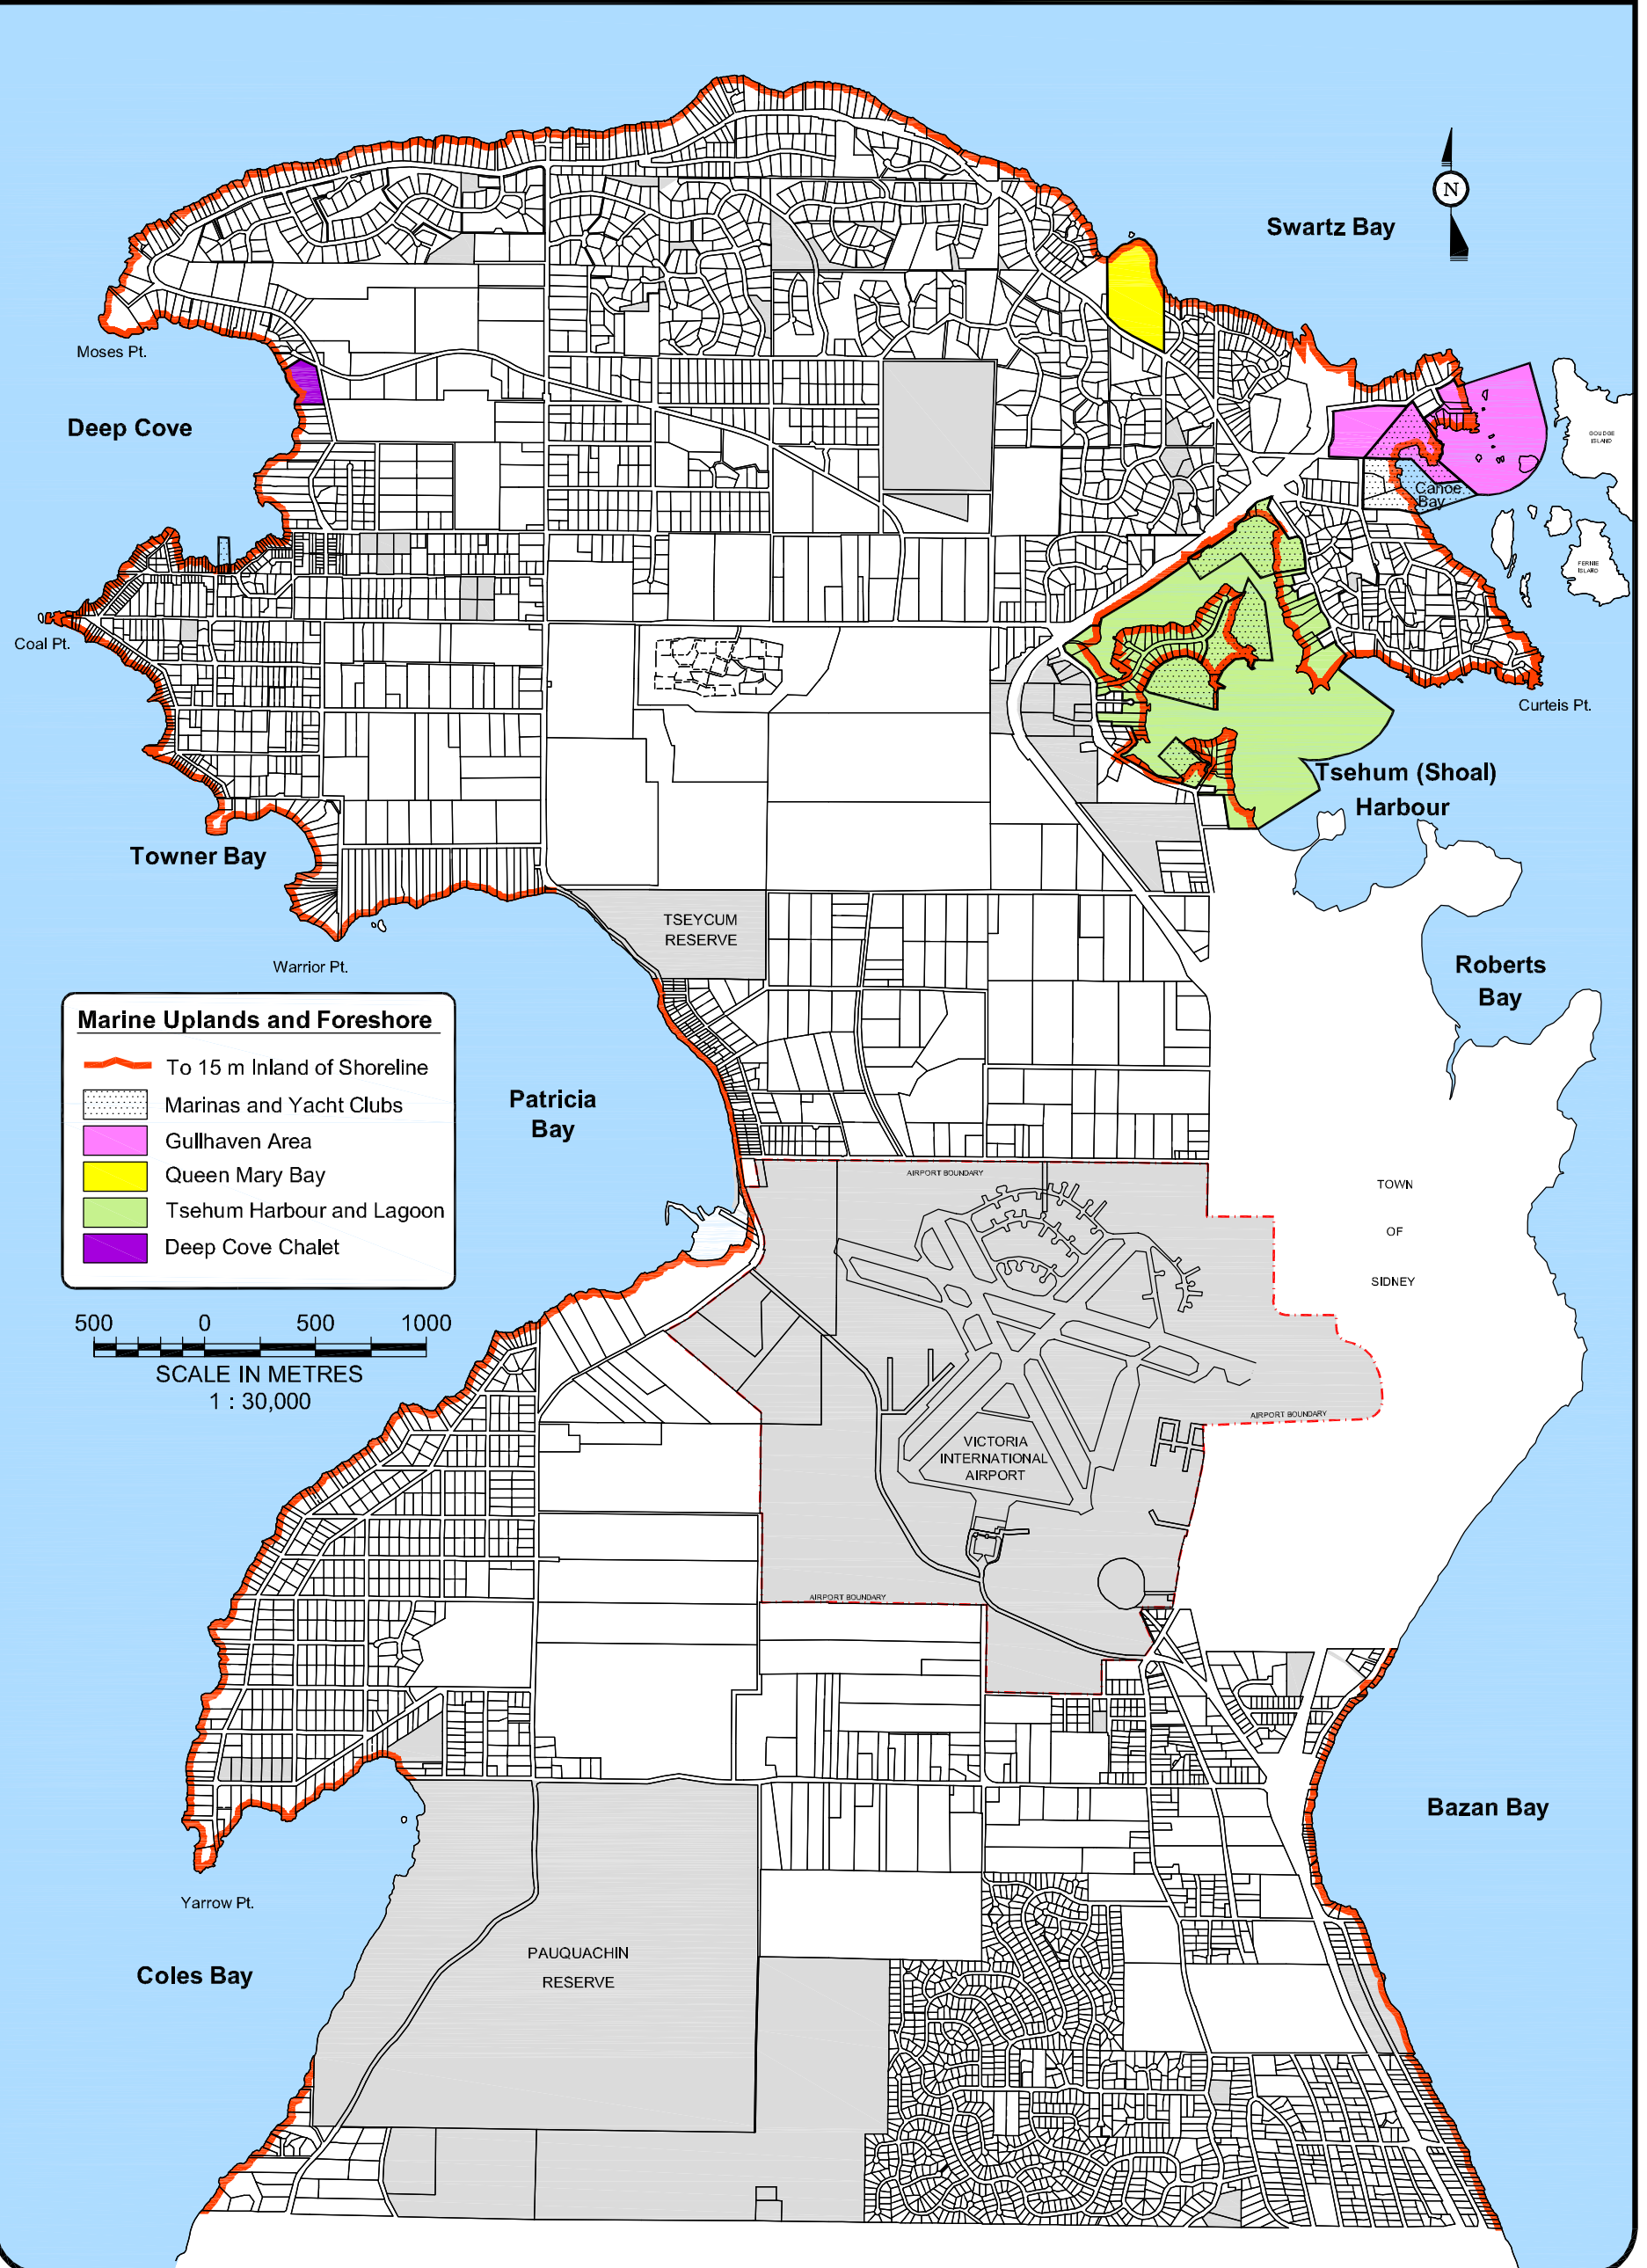 N
Swartz Bay
Moses Pt.
Deep Cove
GOUDGE
ISLAND
Canoe
Bay
FERNIE
ISLAND
Coal Pt.
Curteis Pt.
Tsehum (Shoal)
Harbour
Towner Bay
TSEYCUM
RESERVE
Warrior Pt.
Roberts
Bay
Marine Uplands and Foreshore
To 15 m Inland of Shoreline
Marinas and Yacht Clubs
Gullhaven Area
Queen Mary Bay
Tsehum Harbour and Lagoon
Deep Cove Chalet
Patricia
Bay
AIRPORT BOUNDARY
TOWN
OF
SIDNEY
500 0 500 1000
SCALE IN METRES
1 : 30,000
AIRPORT BOUNDARY
VICTORIA
INTERNATIONAL
AIRPORT
AIRPORT BOUNDARY
Bazan Bay
Yarrow Pt.
PAUQUACHIN
RESERVE
Coles Bay